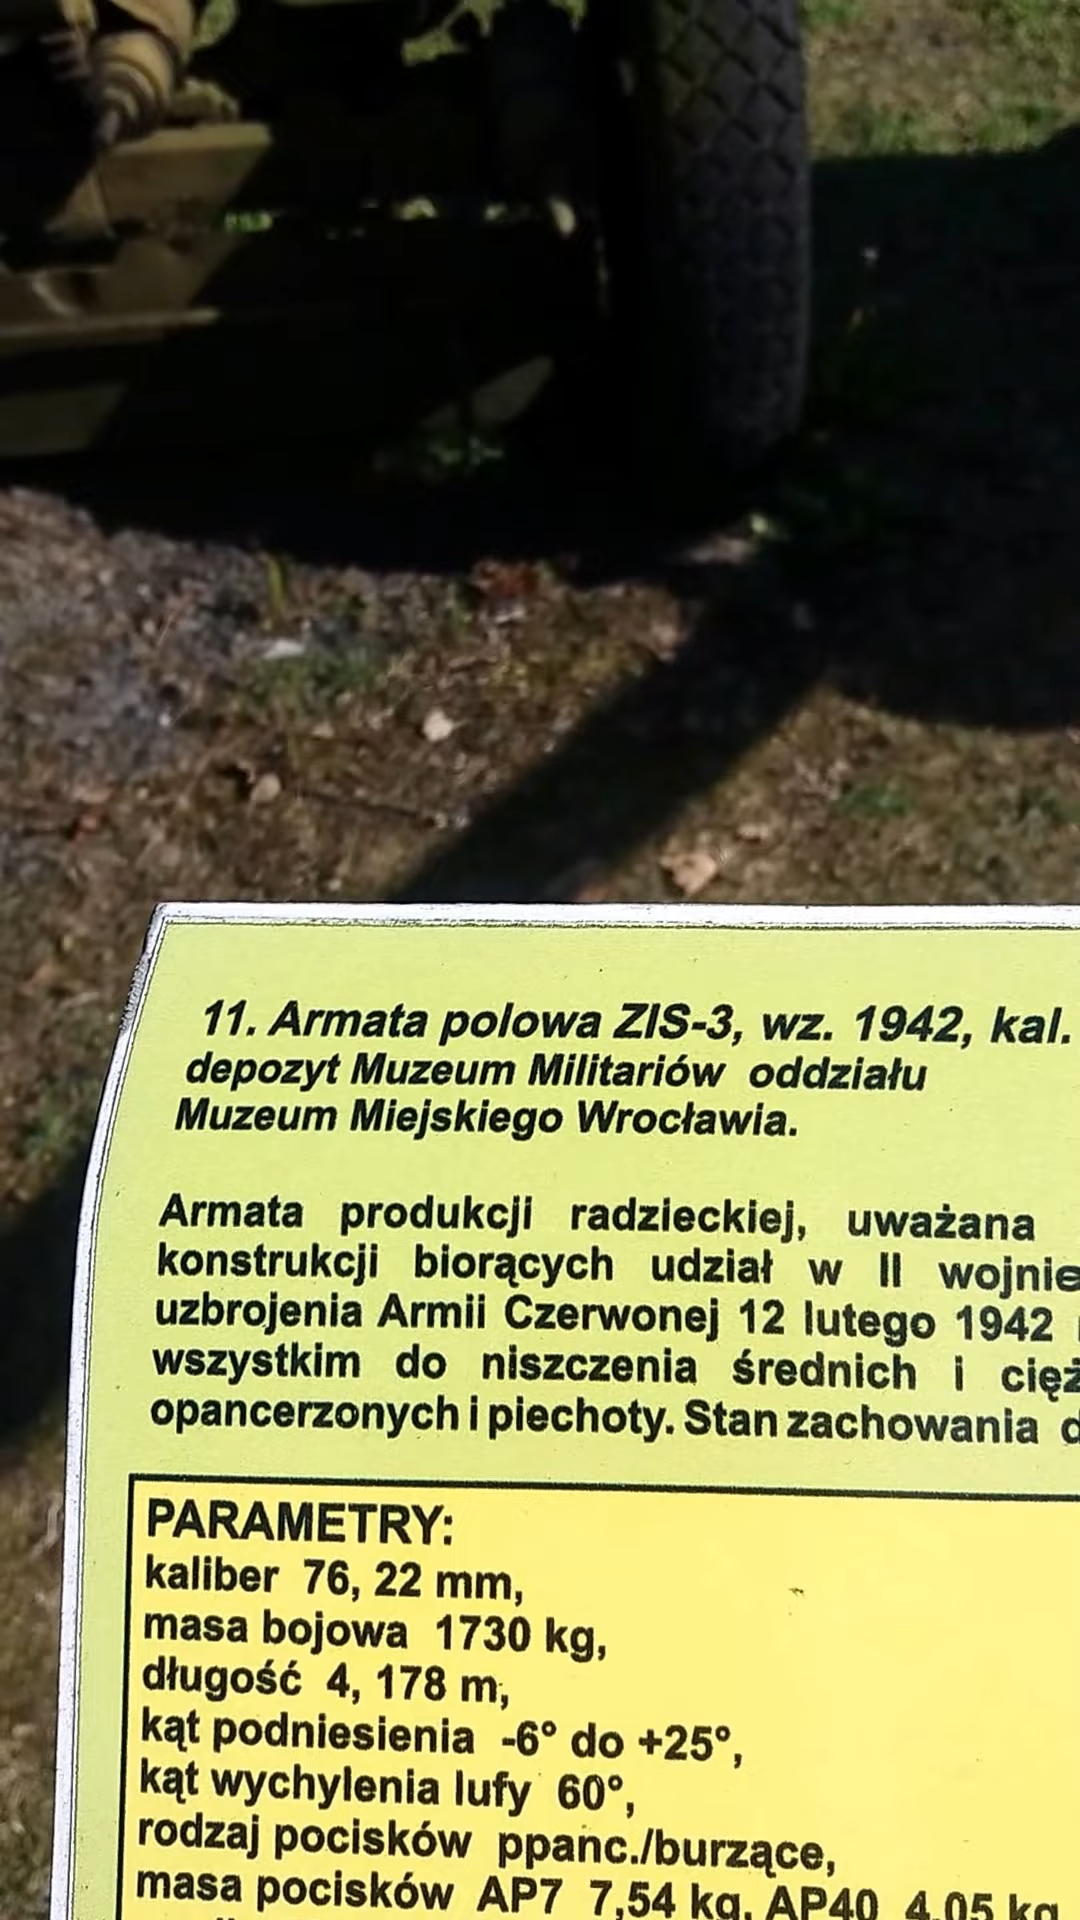 11. Armata polowa ZIS-3, wz. 1942, kal.
depozyt Muzeum Militariów oddziału
Muzeum Miejskiego Wrocławia.
Armata produkcji radzieckiej, uważana
konstrukcji biorących udział w II wojnie
uzbrojenia Armii Czerwonej 12 lutego 1942
wszystkim do niszczenia średnich i
opancerzonych i piechoty. Stan zachowania
PARAMETRY:
kaliber 76, 22 mm,
masa bojowa 1730 kg,
długość 4, 178 m,
kąt podniesienia -6° do +25°,
kąt wychylenia lufy 60°,
rodzaj pocisków ppanc./burzące,
masa pocisków AP7 7,54 kg, AP40 4,05 kg